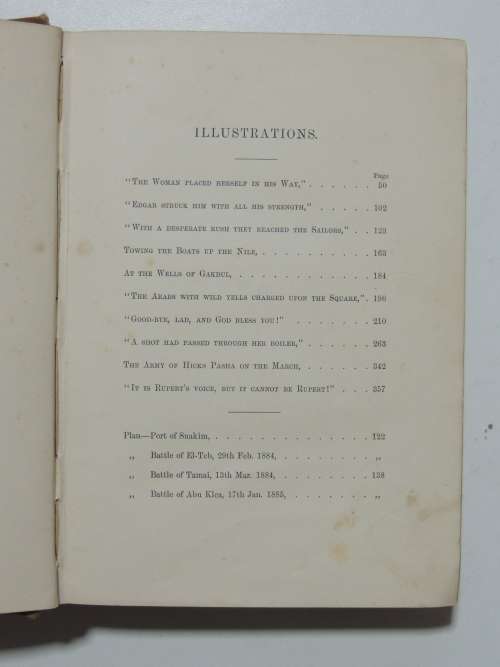 ILLUSTRATIONS.
Page
"The Woman placed herself in his Way," . . . . . . 50
"Edgar struck him with all his strength," . . . . . 102
"With a desperate rush they reached the Sailors," . . 123
Towing the Boats up the Nile, . . . . . . . . . . 163
At the Wells of Gakdul, . . . . . . . . . . . . 184
"The Arabs with wild yells charged upon the Square," . 196
"Good-bye, lad, and God bless you!" . . . . . . . 210
"A shot had passed through her boiler," . . . . . . 263
The Army of Hicks Pasha on the March, . . . . . . 342
"It is Rupert's voice, but it cannot be Rupert!" . . . 357
Plan—Port of Suakim, . . . . . . . . . . . . . . 122
„ Battle of El-Teb, 29th Feb. 1884, . . . . . . . . „
„ Battle of Tamai, 13th Mar. 1884, . . . . . . . . 138
„ Battle of Abu Klea, 17th Jan. 1885, . . . . . . . „